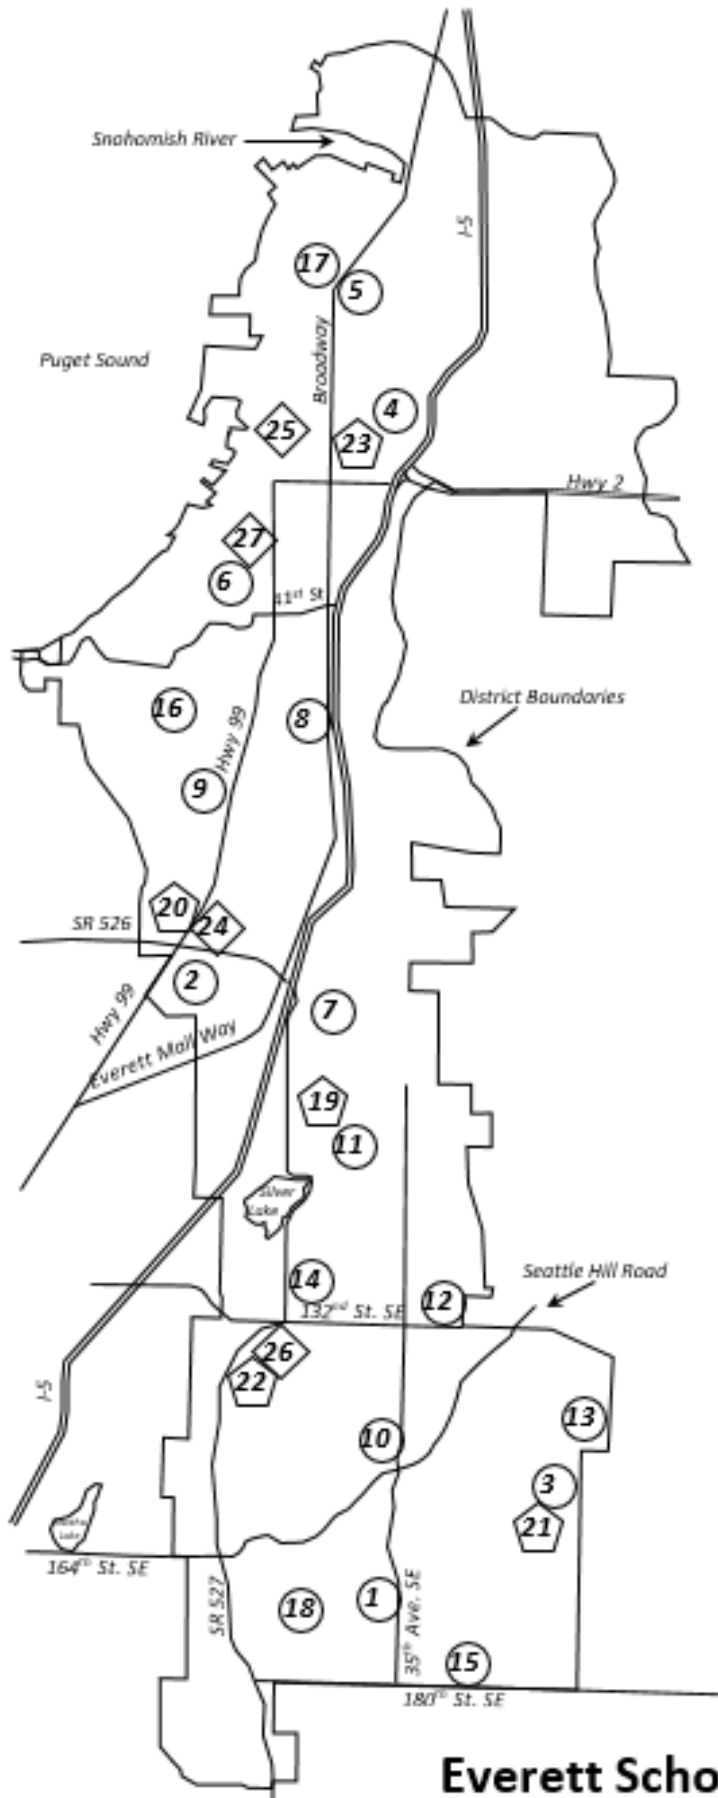 Snohomish River
I-5
17
5
Puget Sound
Broadway
4
25
23
Hwy 2
27
6
41st St
District Boundaries
16
8
Hwy 99
9
20
24
SR 526
2
Hwy 99
7
Everett Mall Way
19
11
Silver
Lake
Seattle Hill Road
14
12
132nd St. SE
26
22
I-5
13
10
3
21
Lake
164th St. SE
SR 527
1
18
35th Ave. SE
15
180th St. SE
Everett Scho